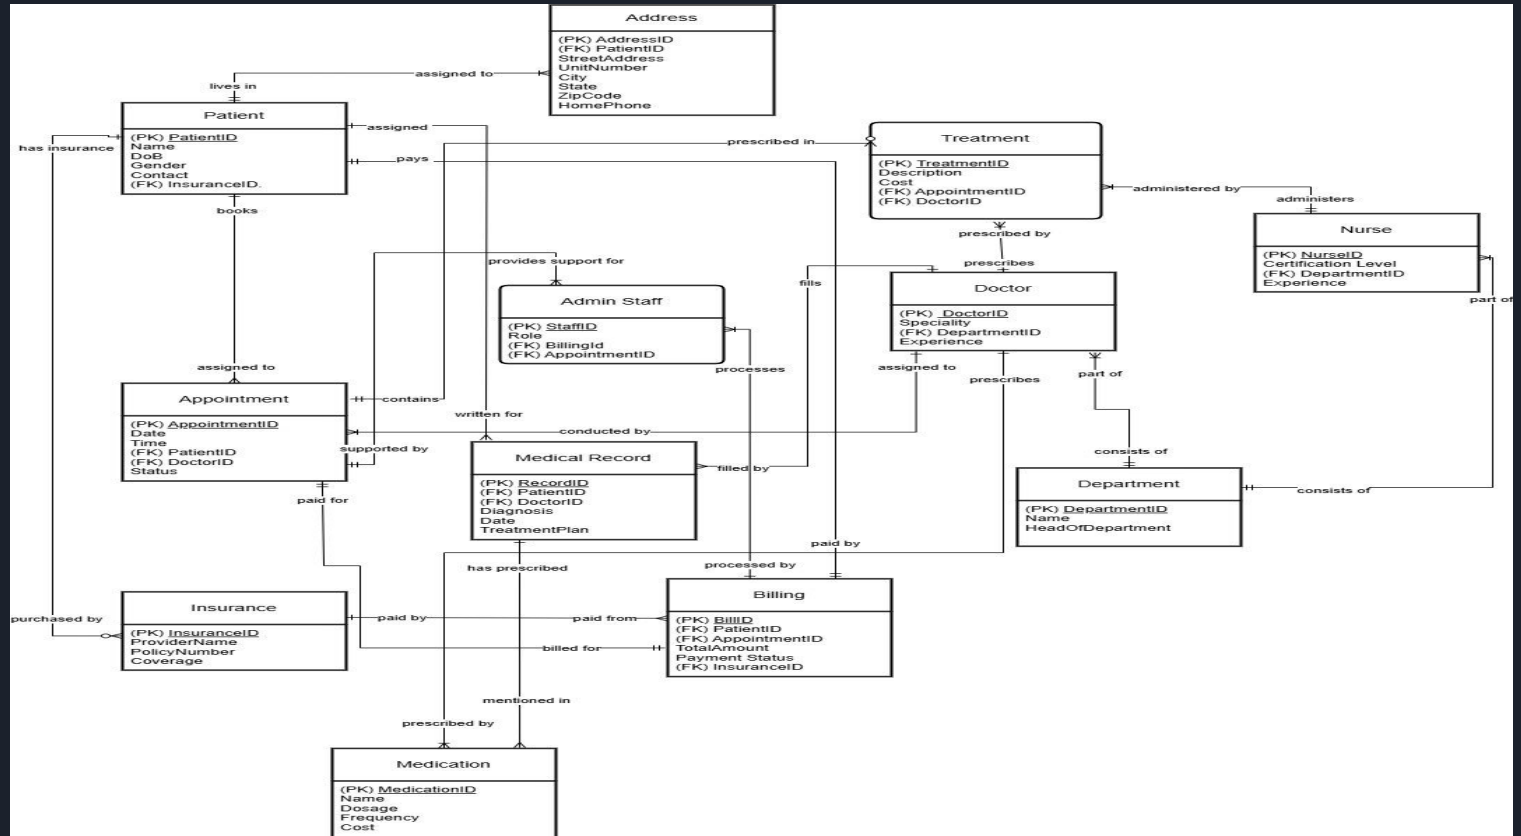 Address
(PK) AddressID
(FK) PatientID
StreetAddress
UnitNumber
City
State
ZipCode
HomePhone
assigned to
lives in
Patient
(PK) PatientID
Name
DoB
Gender
Contact
(FK) InsuranceID.
has insurance
assigned
pays
prescribed in
Treatment
(PK) TreatmentID
Description
Cost
(FK) AppointmentID
(FK) DoctorID
administered by
administers
Nurse
(PK) NurseID
Certification Level
(FK) DepartmentID
Experience
part of
books
prescribed by
prescribes
provides support for
fills
Admin Staff
(PK) StaffID
Role
(FK) BillingId
(FK) AppointmentID
Doctor
(PK) DoctorID
Speciality
(FK) DepartmentID
Experience
processes
assigned to
assigned to
prescribes
part of
Appointment
(PK) AppointmentID
Date
Time
(FK) PatientID
(FK) DoctorID
Status
contains
written for
conducted by
supported by
Medical Record
(PK) RecordID
(FK) PatientID
(FK) DoctorID
Diagnosis
Date
TreatmentPlan
filled by
consists of
Department
(PK) DepartmentID
Name
HeadOfDepartment
consists of
paid for
paid by
has prescribed
processed by
Insurance
(PK) InsuranceID
ProviderName
PolicyNumber
Coverage
purchased by
paid by
paid from
billed for
Billing
(PK) BillID
(FK) PatientID
(FK) AppointmentID
TotalAmount
Payment Status
(FK) InsuranceID
mentioned in
prescribed by
Medication
(PK) MedicationID
Name
Dosage
Frequency
Cost